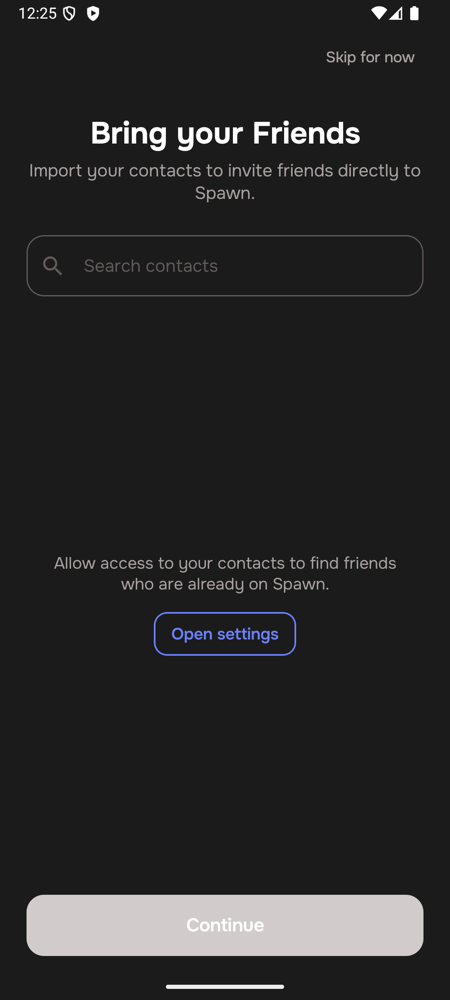 12:25
Skip for now
Bring your Friends
Import your contacts to invite friends directly to
Spawn.
Search contacts
Allow access to your contacts to find friends
who are already on Spawn.
Open settings
Continue